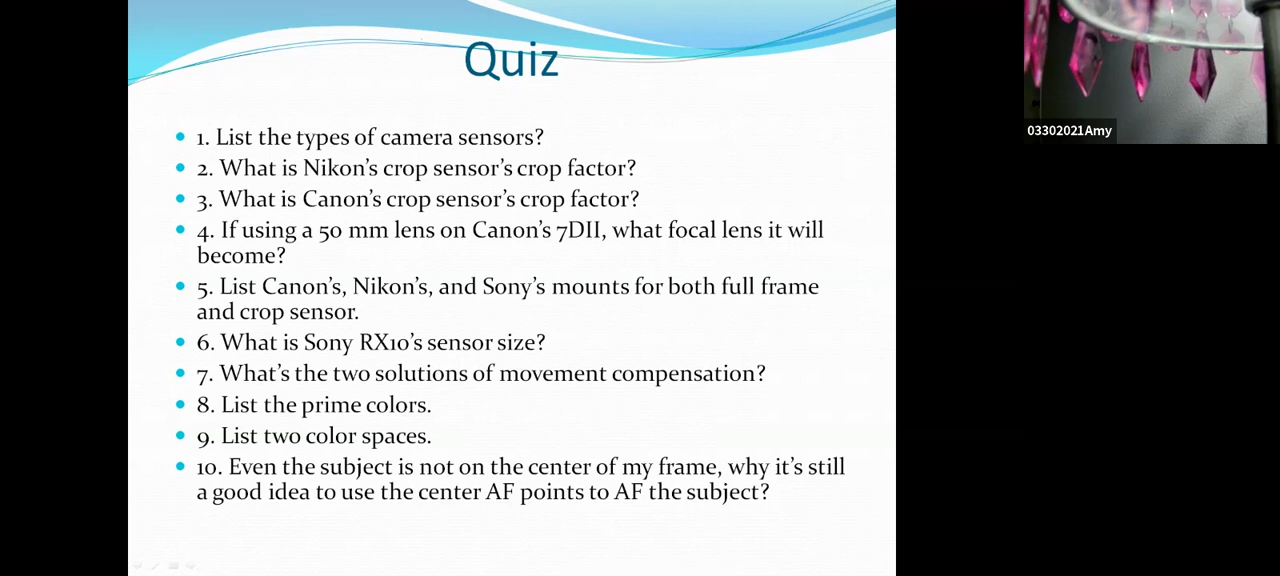 Quiz
1. List the types of camera sensors?
2. What is Nikon’s crop sensor’s crop factor?
3. What is Canon’s crop sensor’s crop factor?
4. If using a 50 mm lens on Canon’s 7DII, what focal lens it will
become?
5. List Canon’s, Nikon’s, and Sony’s mounts for both full frame
and crop sensor.
6. What is Sony RX10’s sensor size?
7. What’s the two solutions of movement compensation?
8. List the prime colors.
9. List two color spaces.
10. Even the subject is not on the center of my frame, why it’s still
a good idea to use the center AF points to AF the subject?
03302021Amy